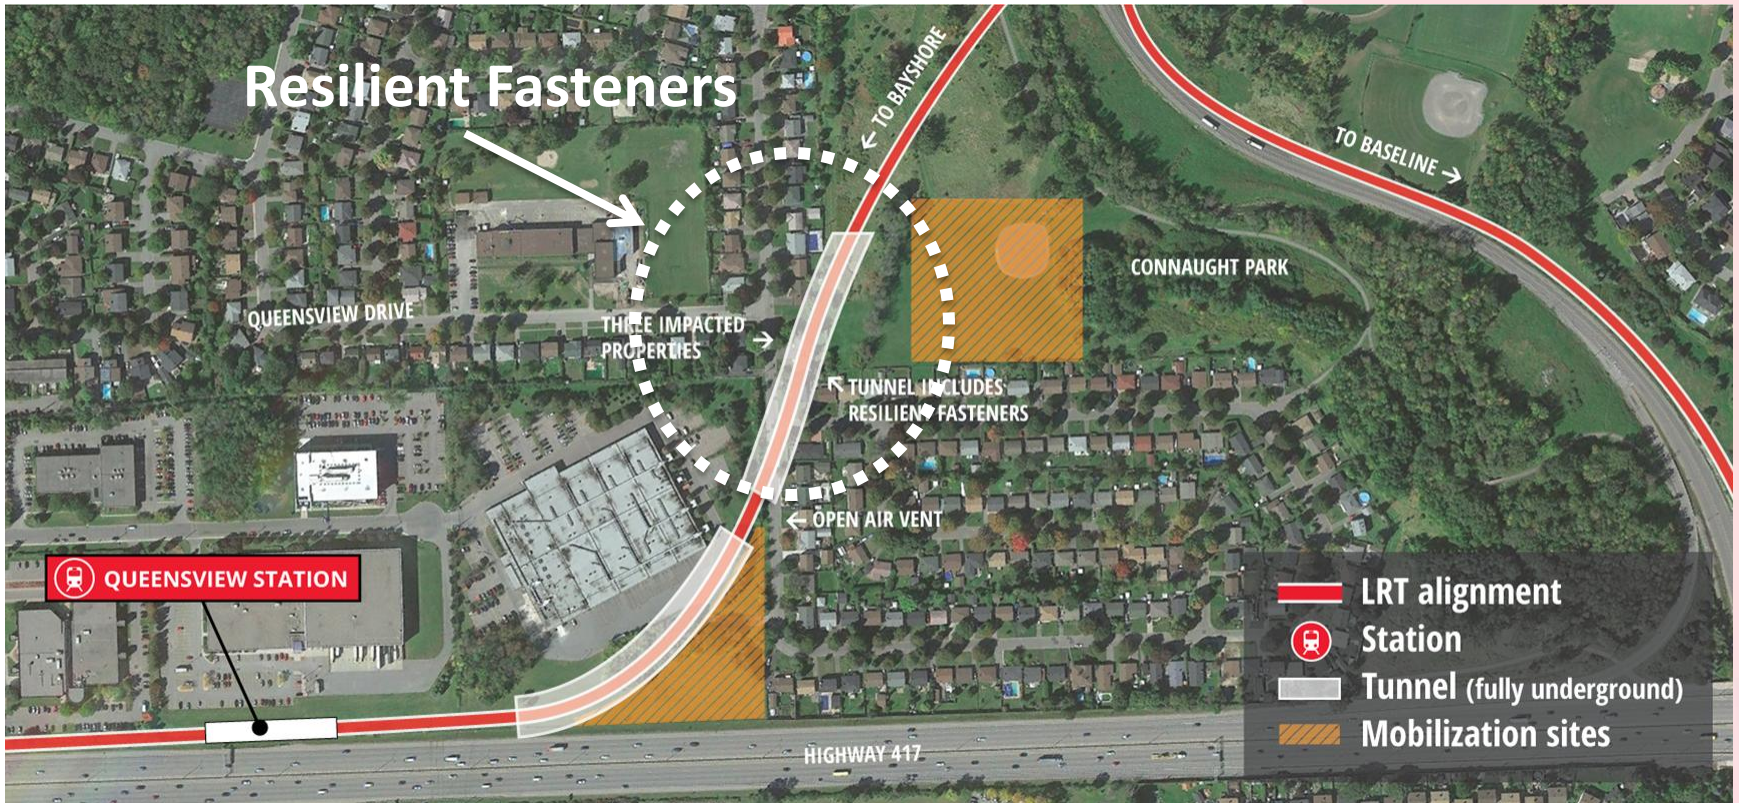 Resilient Fasteners
← TO BAYSHORE
TO BASELINE →
CONNAUGHT PARK
QUEENSVIEW DRIVE
THREE IMPACTED →
PROPERTIES
↖ TUNNEL INCLUDES
RESILIENT FASTENERS
← OPEN AIR VENT
QUEENSVIEW STATION
HIGHWAY 417
LRT alignment
Station
Tunnel (fully underground)
Mobilization sites